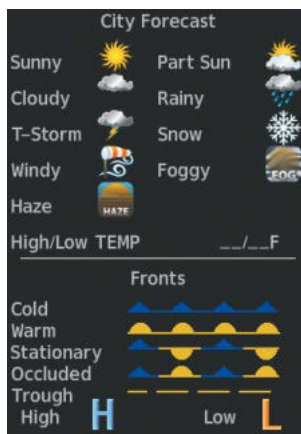 City Forecast
Sunny Part Sun
Cloudy Rainy
T-Storm Snow
Windy Foggy FOG
Haze HAZE
High/Low TEMP __/__F
Fronts
Cold
Warm
Stationary
Occluded
Trough
High H Low L